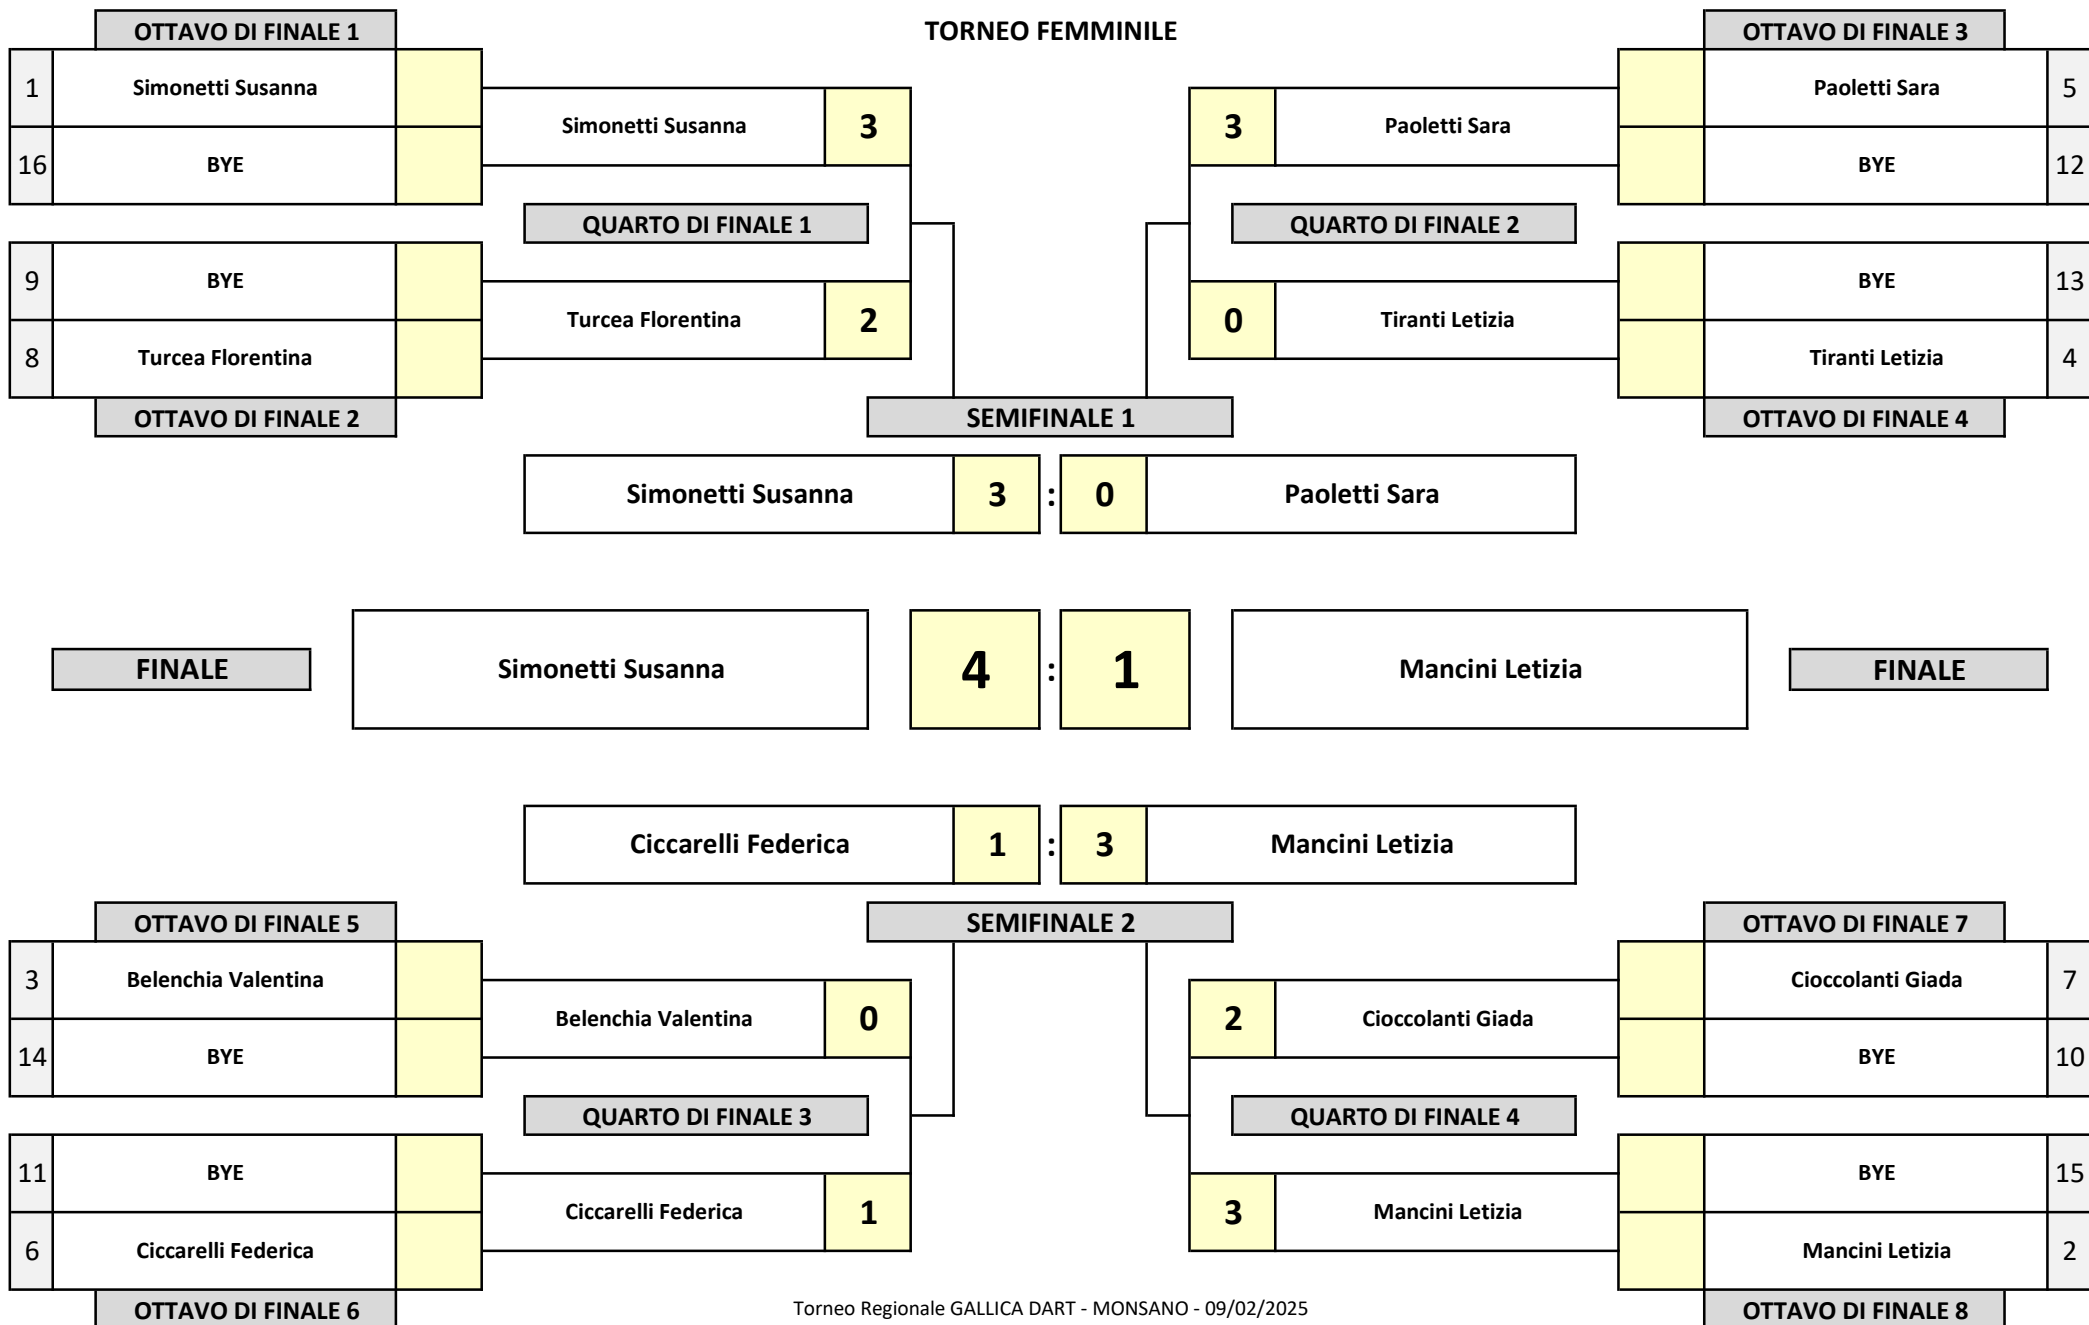 OTTAVO DI FINALE 1
TORNEO FEMMINILE
OTTAVO DI FINALE 3
1 Simonetti Susanna
Paoletti Sara 5
Simonetti Susanna 3
3 Paoletti Sara
16 BYE
BYE 12
QUARTO DI FINALE 1
QUARTO DI FINALE 2
9 BYE
BYE 13
Turcea Florentina 2
0 Tiranti Letizia
8 Turcea Florentina
Tiranti Letizia 4
OTTAVO DI FINALE 2
SEMIFINALE 1
OTTAVO DI FINALE 4
Simonetti Susanna 3 : 0 Paoletti Sara
FINALE Simonetti Susanna 4 : 1 Mancini Letizia FINALE
Ciccarelli Federica 1 : 3 Mancini Letizia
OTTAVO DI FINALE 5
SEMIFINALE 2
OTTAVO DI FINALE 7
3 Belenchia Valentina
Cioccolanti Giada 7
Belenchia Valentina 0
2 Cioccolanti Giada
14 BYE
BYE 10
QUARTO DI FINALE 3
QUARTO DI FINALE 4
11 BYE
BYE 15
Ciccarelli Federica 1
3 Mancini Letizia
6 Ciccarelli Federica
Mancini Letizia 2
OTTAVO DI FINALE 6
Torneo Regionale GALLICA DART - MONSANO - 09/02/2025
OTTAVO DI FINALE 8